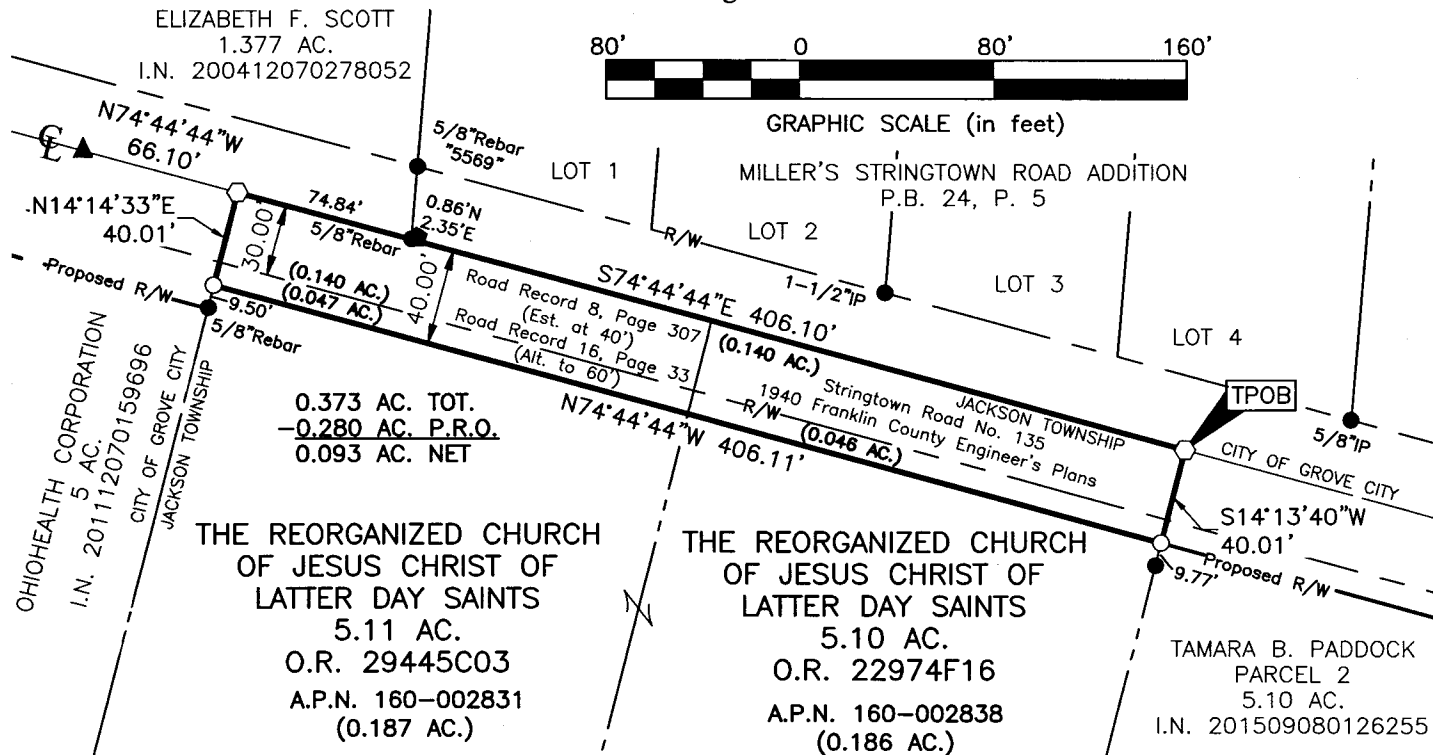 ELIZABETH F. SCOTT
1.377 AC.
I.N. 200412070278052
80' 0 80' 160'
GRAPHIC SCALE (in feet)
N74°44'44"W
66.10'
CL
5/8"Rebar
"5569"
LOT 1
MILLER'S STRINGTOWN ROAD ADDITION
P.B. 24, P. 5
R/W
LOT 2
1-1/2"IP
LOT 3
LOT 4
N14°14'33"E
40.01'
74.84'
5/8"Rebar
0.86'N
2.35'E
30.00'
40.00'
(0.140 AC.)
(0.047 AC.)
S74°44'44"E 406.10'
Road Record 8, Page 307
(Est. at 40')
Road Record 16, Page 33
(Alt. to 60')
(0.140 AC.)
JACKSON TOWNSHIP
Stringtown Road No. 135
1940 Franklin County Engineer's Plans
R/W
(0.046 AC.)
N74°44'44"W 406.11'
TPOB
5/8"IP
CITY OF GROVE CITY
S14°13'40"W
40.01'
Proposed R/W
9.77'
Proposed R/W
9.50'
5/8"Rebar
OHIOHEALTH CORPORATION
5 AC.
I.N. 201112070159696
CITY OF GROVE CITY
JACKSON TOWNSHIP
0.373 AC. TOT.
-0.280 AC. P.R.O.
0.093 AC. NET
THE REORGANIZED CHURCH
OF JESUS CHRIST OF
LATTER DAY SAINTS
5.11 AC.
O.R. 29445C03
A.P.N. 160-002831
(0.187 AC.)
Z
THE REORGANIZED CHURCH
OF JESUS CHRIST OF
LATTER DAY SAINTS
5.10 AC.
O.R. 22974F16
A.P.N. 160-002838
(0.186 AC.)
TAMARA B. PADDOCK
PARCEL 2
5.10 AC.
I.N. 201509080126255